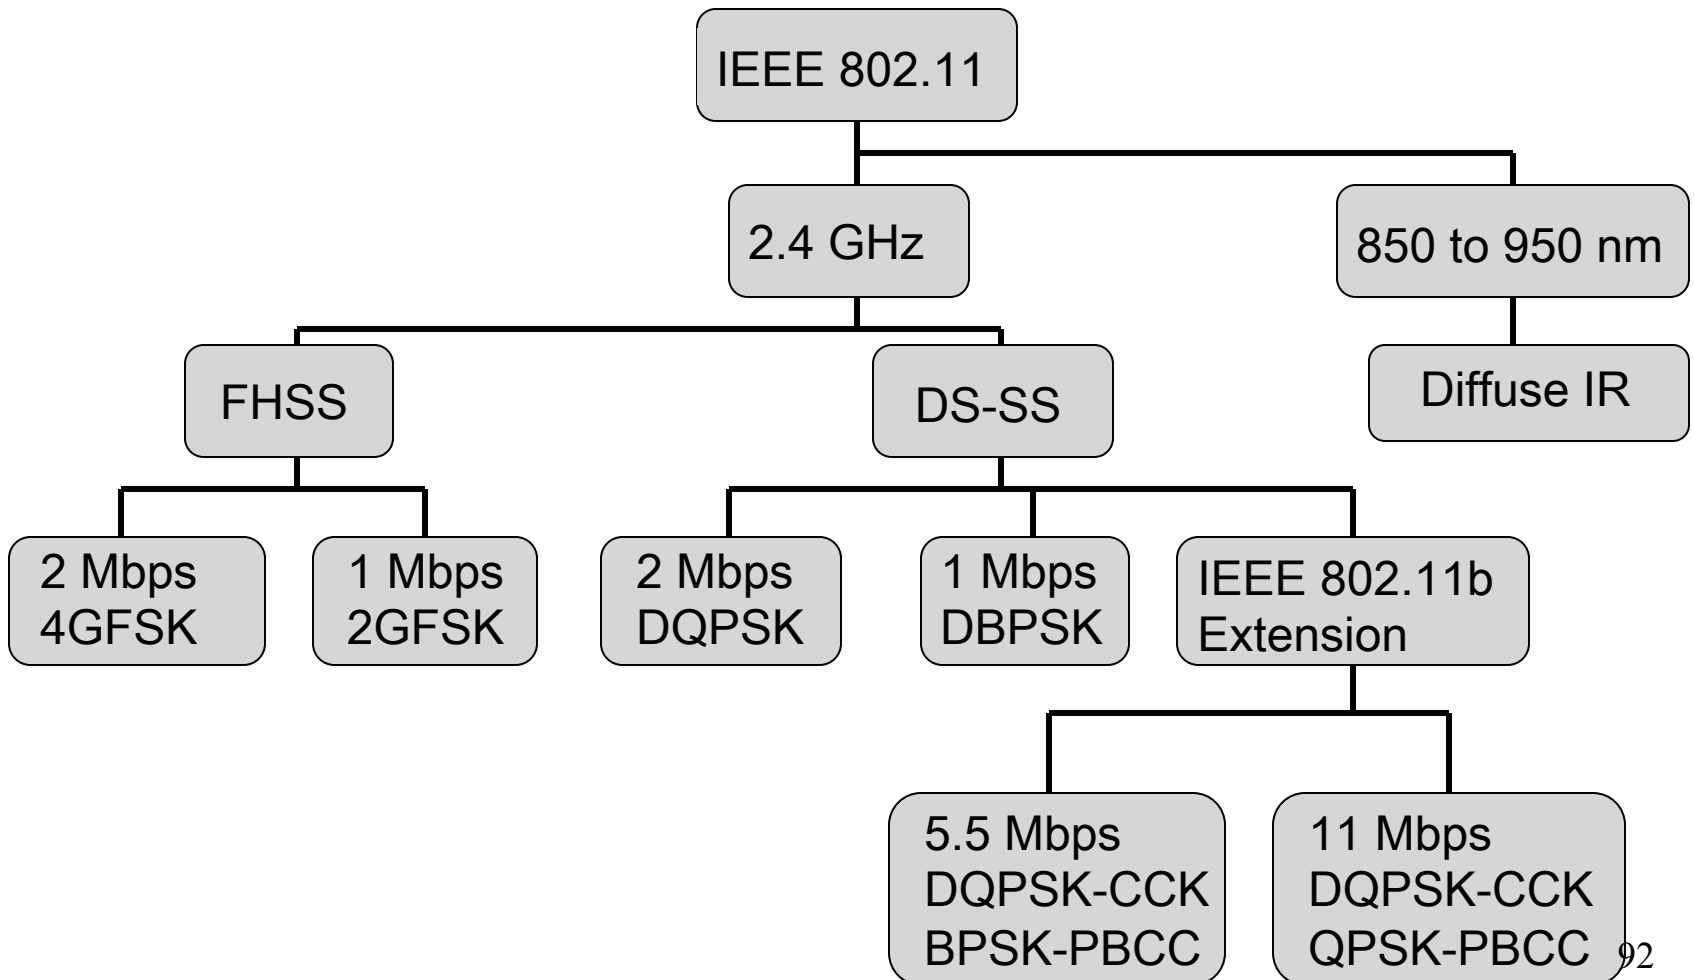 IEEE 802.11
2.4 GHz
850 to 950 nm
FHSS
DS-SS
Diffuse IR
2 Mbps
4GFSK
1 Mbps
2GFSK
2 Mbps
DQPSK
1 Mbps
DBPSK
IEEE 802.11b
Extension
5.5 Mbps
DQPSK-CCK
BPSK-PBCC
11 Mbps
DQPSK-CCK
QPSK-PBCC
92